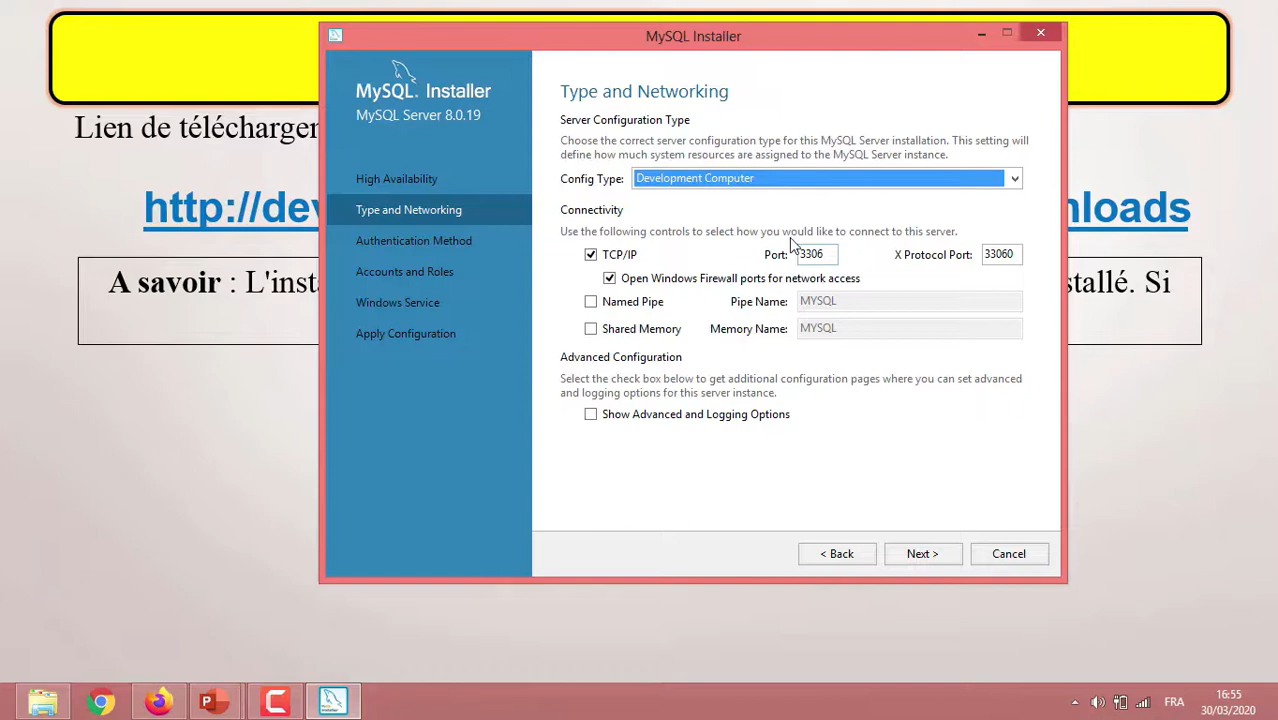 MySQL Installer
MySQL. Installer
MySQL Server 8.0.19
High Availability
Type and Networking
Authentication Method
Accounts and Roles
Windows Service
Apply Configuration
Type and Networking
Server Configuration Type
Choose the correct server configuration type for this MySQL Server installation. This setting
will define how much system resources are assigned to the MySQL Server instance.
Config Type: Development Computer
Connectivity
Use the following controls to select how you would like to connect to this server.
TCP/IP Port: 3306 X Protocol Port: 33060
Open Windows Firewall ports for network access
Named Pipe Pipe Name: MYSQL
Shared Memory Memory Name: MYSQL
Advanced Configuration
Select the check box below to get additional configuration pages where you can set advanced
and logging options for this server instance.
Show Advanced and Logging Options
< Back Next > Cancel
Lien de
http://
A savoir : Si
FRA
16:55
30/03/2020